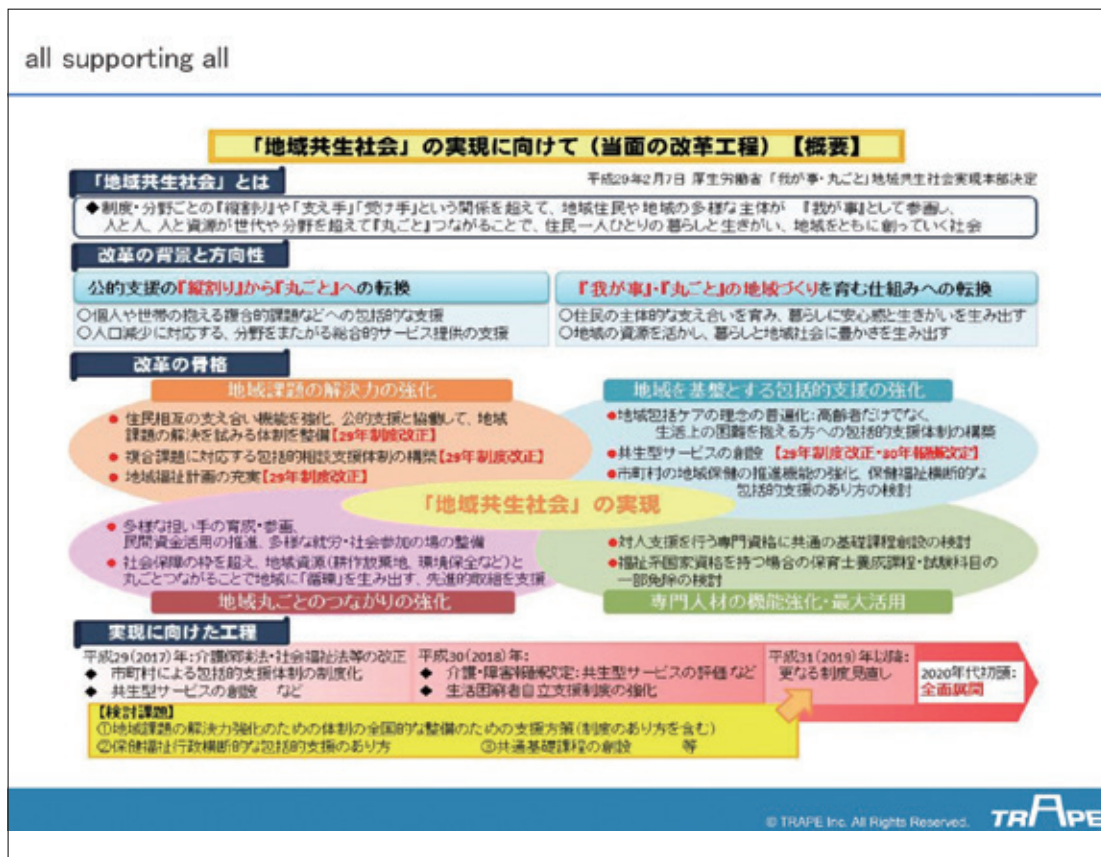 all supporting all
「地域共生社会」の実現に向けて（当面の改革工程）【概要】
「地域共生社会」とは
平成29年2月7日 厚生労働省 「我が事・丸ごと」地域共生社会実現本部決定
◆制度・分野ごとの『縦割り』や「支え手」「受け手」という関係を超えて、地域住民や地域の多様な主体が 『我が事』として参画し、
人と人、人と資源が世代や分野を超えて『丸ごと』つながることで、住民一人ひとりの暮らしと生きがい、地域をともに創っていく社会
改革の背景と方向性
公的支援の『縦割り』から『丸ごと』への転換
○個人や世帯の抱える複合的課題などへの包括的な支援
○人口減少に対応する、分野をまたがる総合的サービス提供の支援
『我が事』・『丸ごと』の地域づくりを育む仕組みへの転換
○住民の主体的な支え合いを育み、暮らしに安心感と生きがいを生み出す
○地域の資源を活かし、暮らしと地域社会に豊かさを生み出す
改革の骨格
地域課題の解決力の強化
● 住民相互の支え合い機能を強化、公的支援と協働して、地域
課題の解決を試みる体制を整備【29年制度改正】
● 複合課題に対応する包括的相談支援体制の構築【29年制度改正】
● 地域福祉計画の充実【29年制度改正】
地域を基盤とする包括的支援の強化
●地域包括ケアの理念の普遍化：高齢者だけでなく、
生活上の困難を抱える方への包括的支援体制の構築
●共生型サービスの創設 【29年制度改正・30年報酬改定】
●市町村の地域保健の推進機能の強化、保健福祉横断的な
包括的支援のあり方の検討
「地域共生社会」の実現
● 多様な担い手の育成・参画、
民間資金活用の推進、多様な就労・社会参加の場の整備
● 社会保障の枠を超え、地域資源（耕作放棄地、環境保全など）と
丸ごとつながることで地域に「循環」を生み出す、先進的取組を支援
地域丸ごとのつながりの強化
●対人支援を行う専門資格に共通の基礎課程創設の検討
●福祉系国家資格を持つ場合の保育士養成課程・試験科目の
一部免除の検討
専門人材の機能強化・最大活用
実現に向けた工程
平成29（2017）年：介護保険法・社会福祉法等の改正
◆ 市町村による包括的支援体制の制度化
◆ 共生型サービスの創設 など
平成30（2018）年：
◆ 介護・障害報酬改定：共生型サービスの評価 など
◆ 生活困窮者自立支援制度の強化
平成31（2019）年以降：
更なる制度見直し
2020年代初頭：
全面展開
【検討課題】
①地域課題の解決力強化のための体制の全国的な整備のための支援方策（制度のあり方を含む）
②保健福祉行政横断的な包括的支援のあり方 ③共通基礎課程の創設 等
© TRAPE Inc. All Rights Reserved. TRAPE